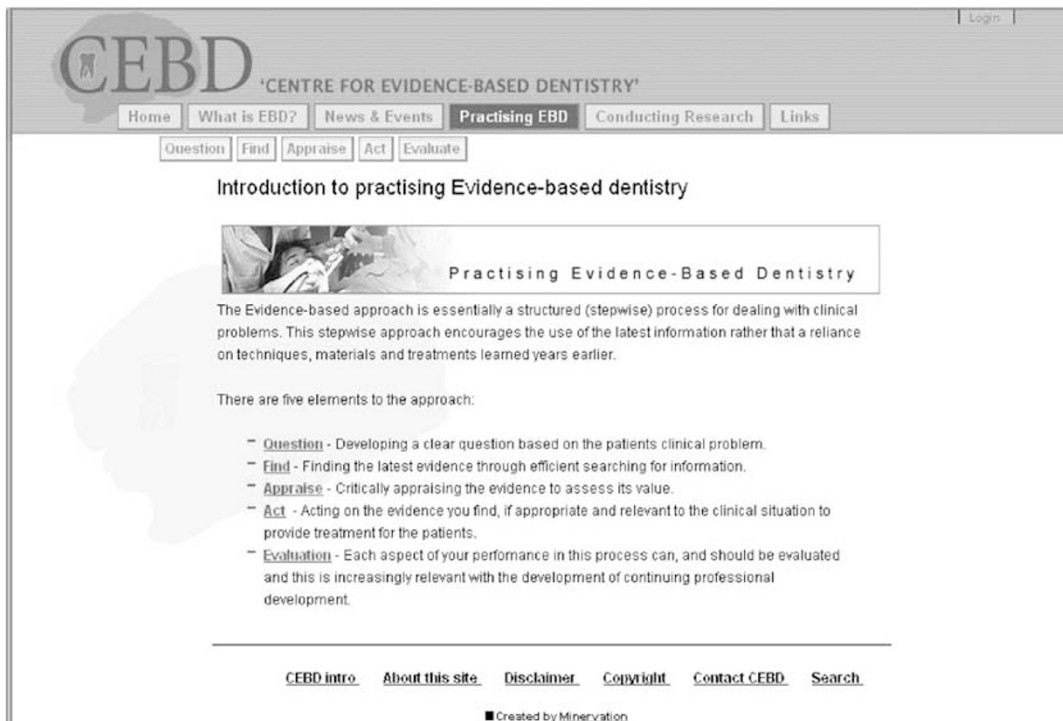 Login
CEBD 'CENTRE FOR EVIDENCE-BASED DENTISTRY'
Home What is EBD? News & Events Practising EBD Conducting Research Links
Question Find Appraise Act Evaluate
Introduction to practising Evidence-based dentistry
Practising Evidence-Based Dentistry
The Evidence-based approach is essentially a structured (stepwise) process for dealing with clinical
problems. This stepwise approach encourages the use of the latest information rather that a reliance
on techniques, materials and treatments learned years earlier.
There are five elements to the approach:
- Question - Developing a clear question based on the patients clinical problem.
- Find - Finding the latest evidence through efficient searching for information.
- Appraise - Critically appraising the evidence to assess its value.
- Act - Acting on the evidence you find, if appropriate and relevant to the clinical situation to
provide treatment for the patients.
- Evaluation - Each aspect of your perfomance in this process can, and should be evaluated
and this is increasingly relevant with the development of continuing professional
development.
CEBD intro About this site Disclaimer Copyright Contact CEBD Search
Created by Minervation